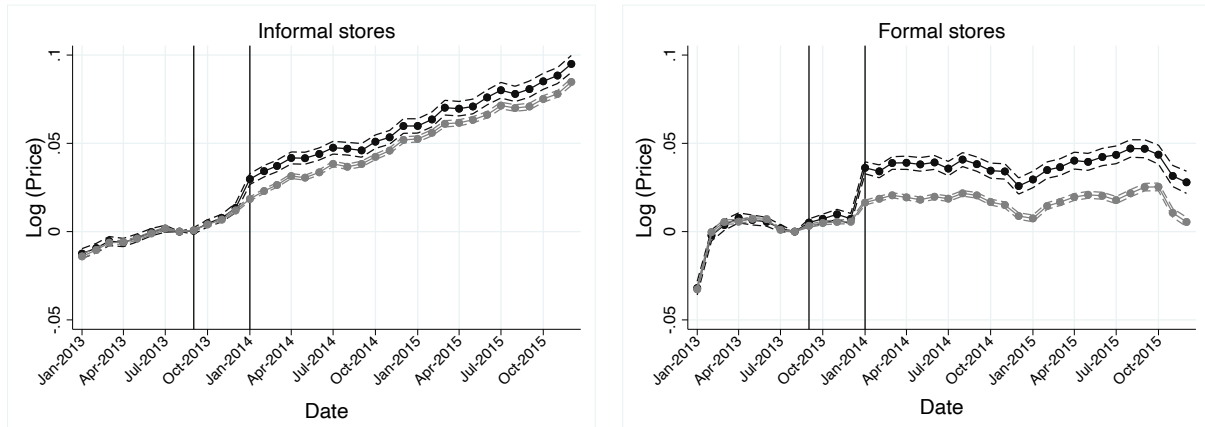 Informal stores
Log (Price)
.1
.05
0
-.05
Jan-2013
Apr-2013
Jul-2013
Oct-2013
Jan-2014
Apr-2014
Jul-2014
Oct-2014
Jan-2015
Apr-2015
Jul-2015
Oct-2015
Date
Formal stores
Log (Price)
.1
.05
0
-.05
Jan-2013
Apr-2013
Jul-2013
Oct-2013
Jan-2014
Apr-2014
Jul-2014
Oct-2014
Jan-2015
Apr-2015
Jul-2015
Oct-2015
Date